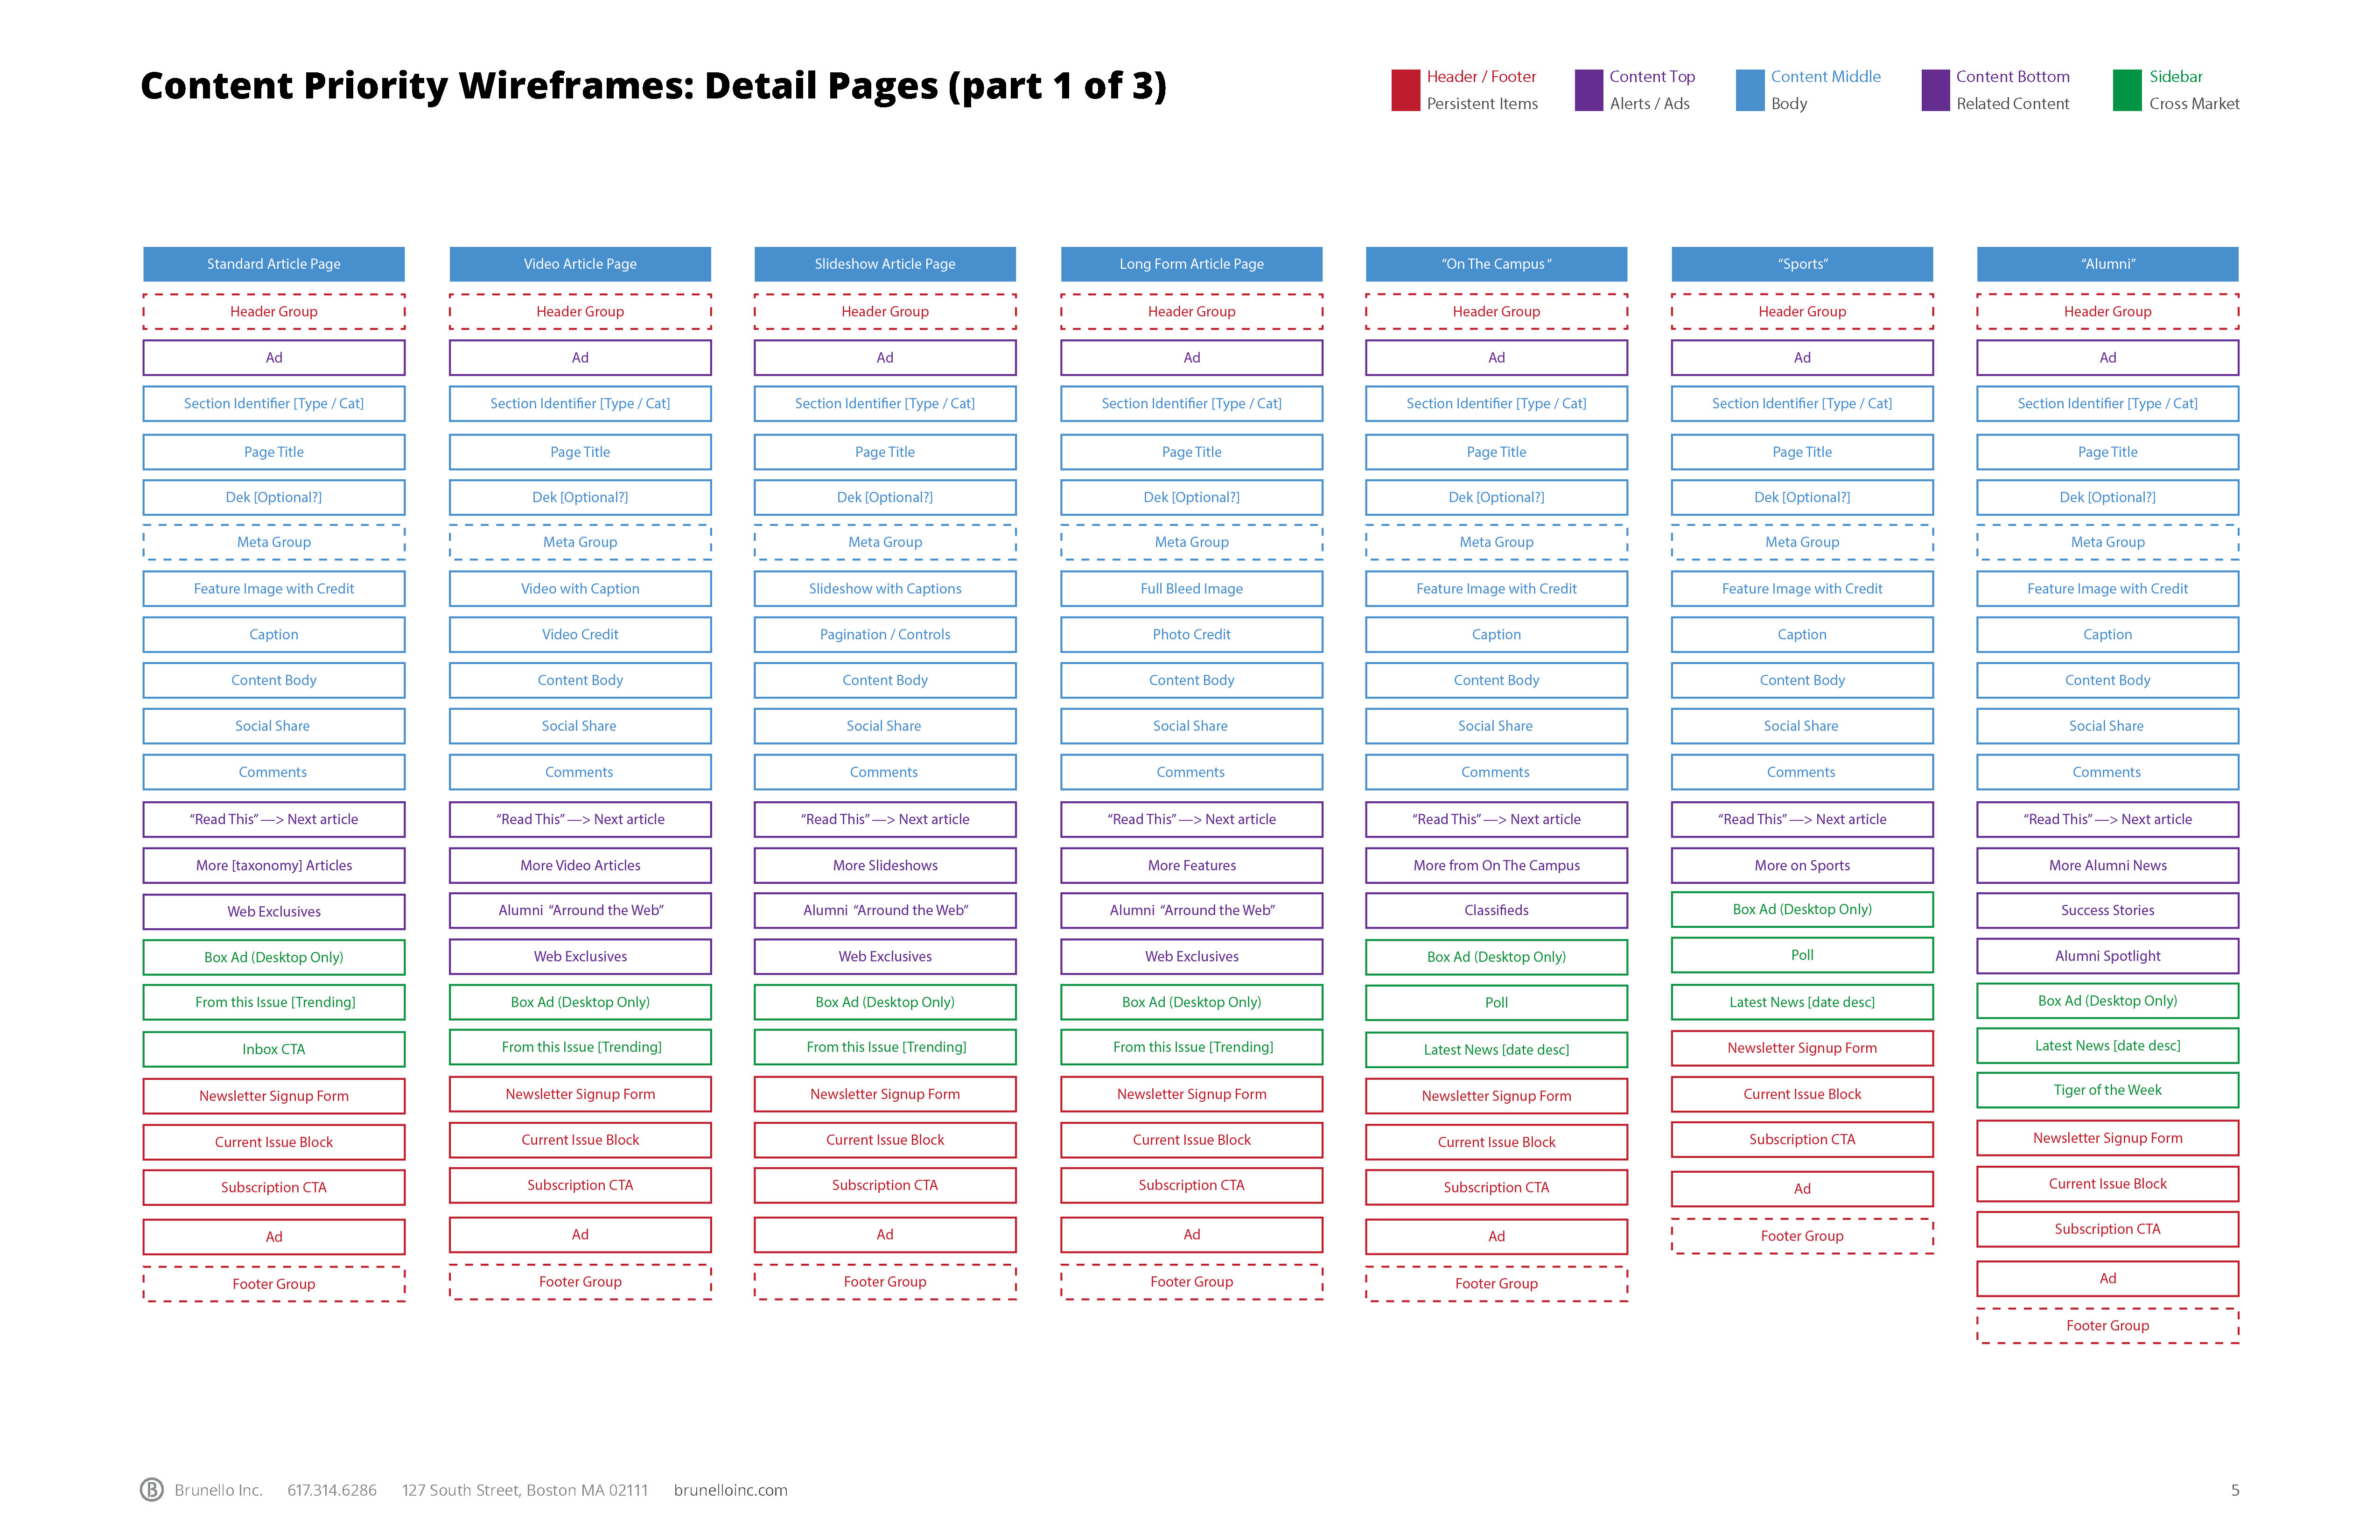 Content Priority Wireframes: Detail Pages (part 1 of 3)
Header / Footer
Persistent Items
Content Top
Alerts / Ads
Content Middle
Body
Content Bottom
Related Content
Sidebar
Cross Market
Standard Article Page
Header Group
Ad
Section Identifier [Type / Cat]
Page Title
Dek [Optional?]
Meta Group
Feature Image with Credit
Caption
Content Body
Social Share
Comments
“Read This” —> Next article
More [taxonomy] Articles
Web Exclusives
Box Ad (Desktop Only)
From this Issue [Trending]
Inbox CTA
Newsletter Signup Form
Current Issue Block
Subscription CTA
Ad
Footer Group
Video Article Page
Header Group
Ad
Section Identifier [Type / Cat]
Page Title
Dek [Optional?]
Meta Group
Video with Caption
Video Credit
Content Body
Social Share
Comments
“Read This” —> Next article
More Video Articles
Alumni “Arround the Web”
Web Exclusives
Box Ad (Desktop Only)
From this Issue [Trending]
Newsletter Signup Form
Current Issue Block
Subscription CTA
Ad
Footer Group
Slideshow Article Page
Header Group
Ad
Section Identifier [Type / Cat]
Page Title
Dek [Optional?]
Meta Group
Slideshow with Captions
Pagination / Controls
Content Body
Social Share
Comments
“Read This” —> Next article
More Slideshows
Alumni “Arround the Web”
Web Exclusives
Box Ad (Desktop Only)
From this Issue [Trending]
Newsletter Signup Form
Current Issue Block
Subscription CTA
Ad
Footer Group
Long Form Article Page
Header Group
Ad
Section Identifier [Type / Cat]
Page Title
Dek [Optional?]
Meta Group
Full Bleed Image
Photo Credit
Content Body
Social Share
Comments
“Read This” —> Next article
More Features
Alumni “Arround the Web”
Web Exclusives
Box Ad (Desktop Only)
From this Issue [Trending]
Newsletter Signup Form
Current Issue Block
Subscription CTA
Ad
Footer Group
“On The Campus “
Header Group
Ad
Section Identifier [Type / Cat]
Page Title
Dek [Optional?]
Meta Group
Feature Image with Credit
Caption
Content Body
Social Share
Comments
“Read This” —> Next article
More from On The Campus
Classifieds
Box Ad (Desktop Only)
Poll
Latest News [date desc]
Newsletter Signup Form
Current Issue Block
Subscription CTA
Ad
Footer Group
“Sports”
Header Group
Ad
Section Identifier [Type / Cat]
Page Title
Dek [Optional?]
Meta Group
Feature Image with Credit
Caption
Content Body
Social Share
Comments
“Read This” —> Next article
More on Sports
Box Ad (Desktop Only)
Poll
Latest News [date desc]
Newsletter Signup Form
Current Issue Block
Subscription CTA
Ad
Footer Group
“Alumni”
Header Group
Ad
Section Identifier [Type / Cat]
Page Title
Dek [Optional?]
Meta Group
Feature Image with Credit
Caption
Content Body
Social Share
Comments
“Read This” —> Next article
More Alumni News
Success Stories
Alumni Spotlight
Box Ad (Desktop Only)
Latest News [date desc]
Tiger of the Week
Newsletter Signup Form
Current Issue Block
Subscription CTA
Ad
Footer Group
B Brunello Inc. 617.314.6286 127 South Street, Boston MA 02111 brunelloinc.com
5